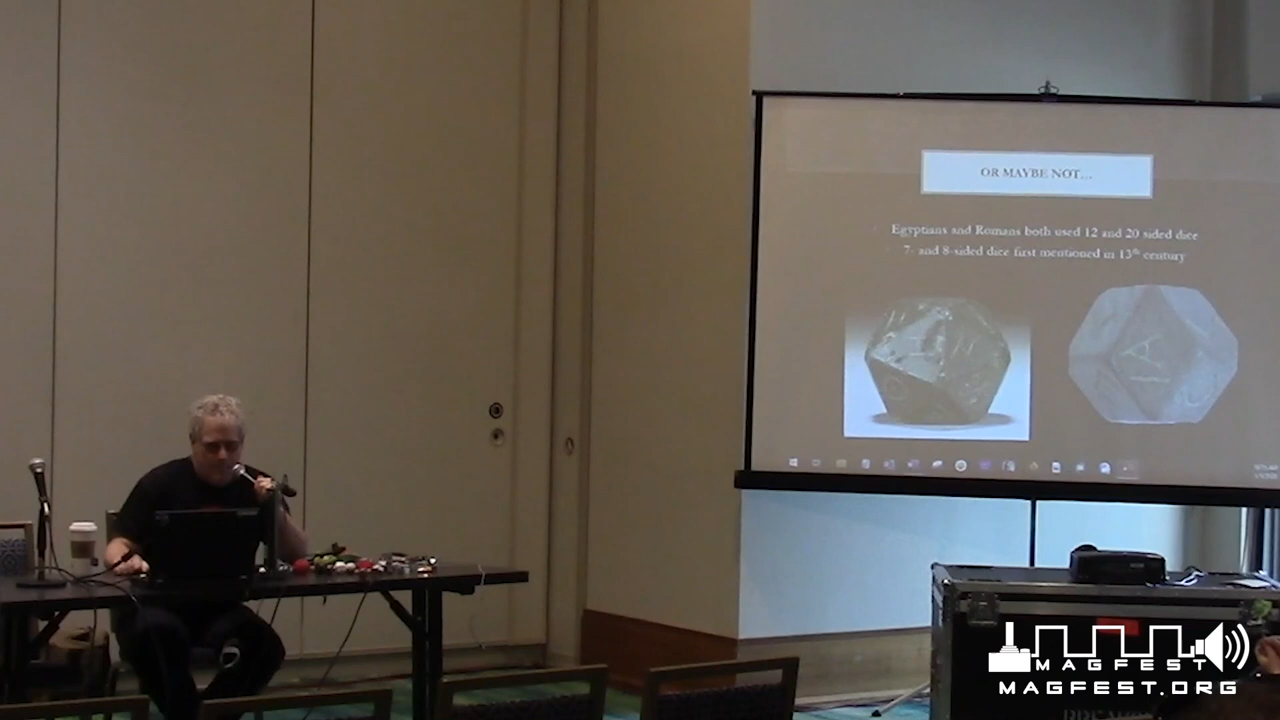 OR MAYBE NOT...
Egyptians and Romans both used 12 and 20 sided dice
7- and 8-sided dice first mentioned in 13th century
A
MAGFEST
MAGFEST.ORG